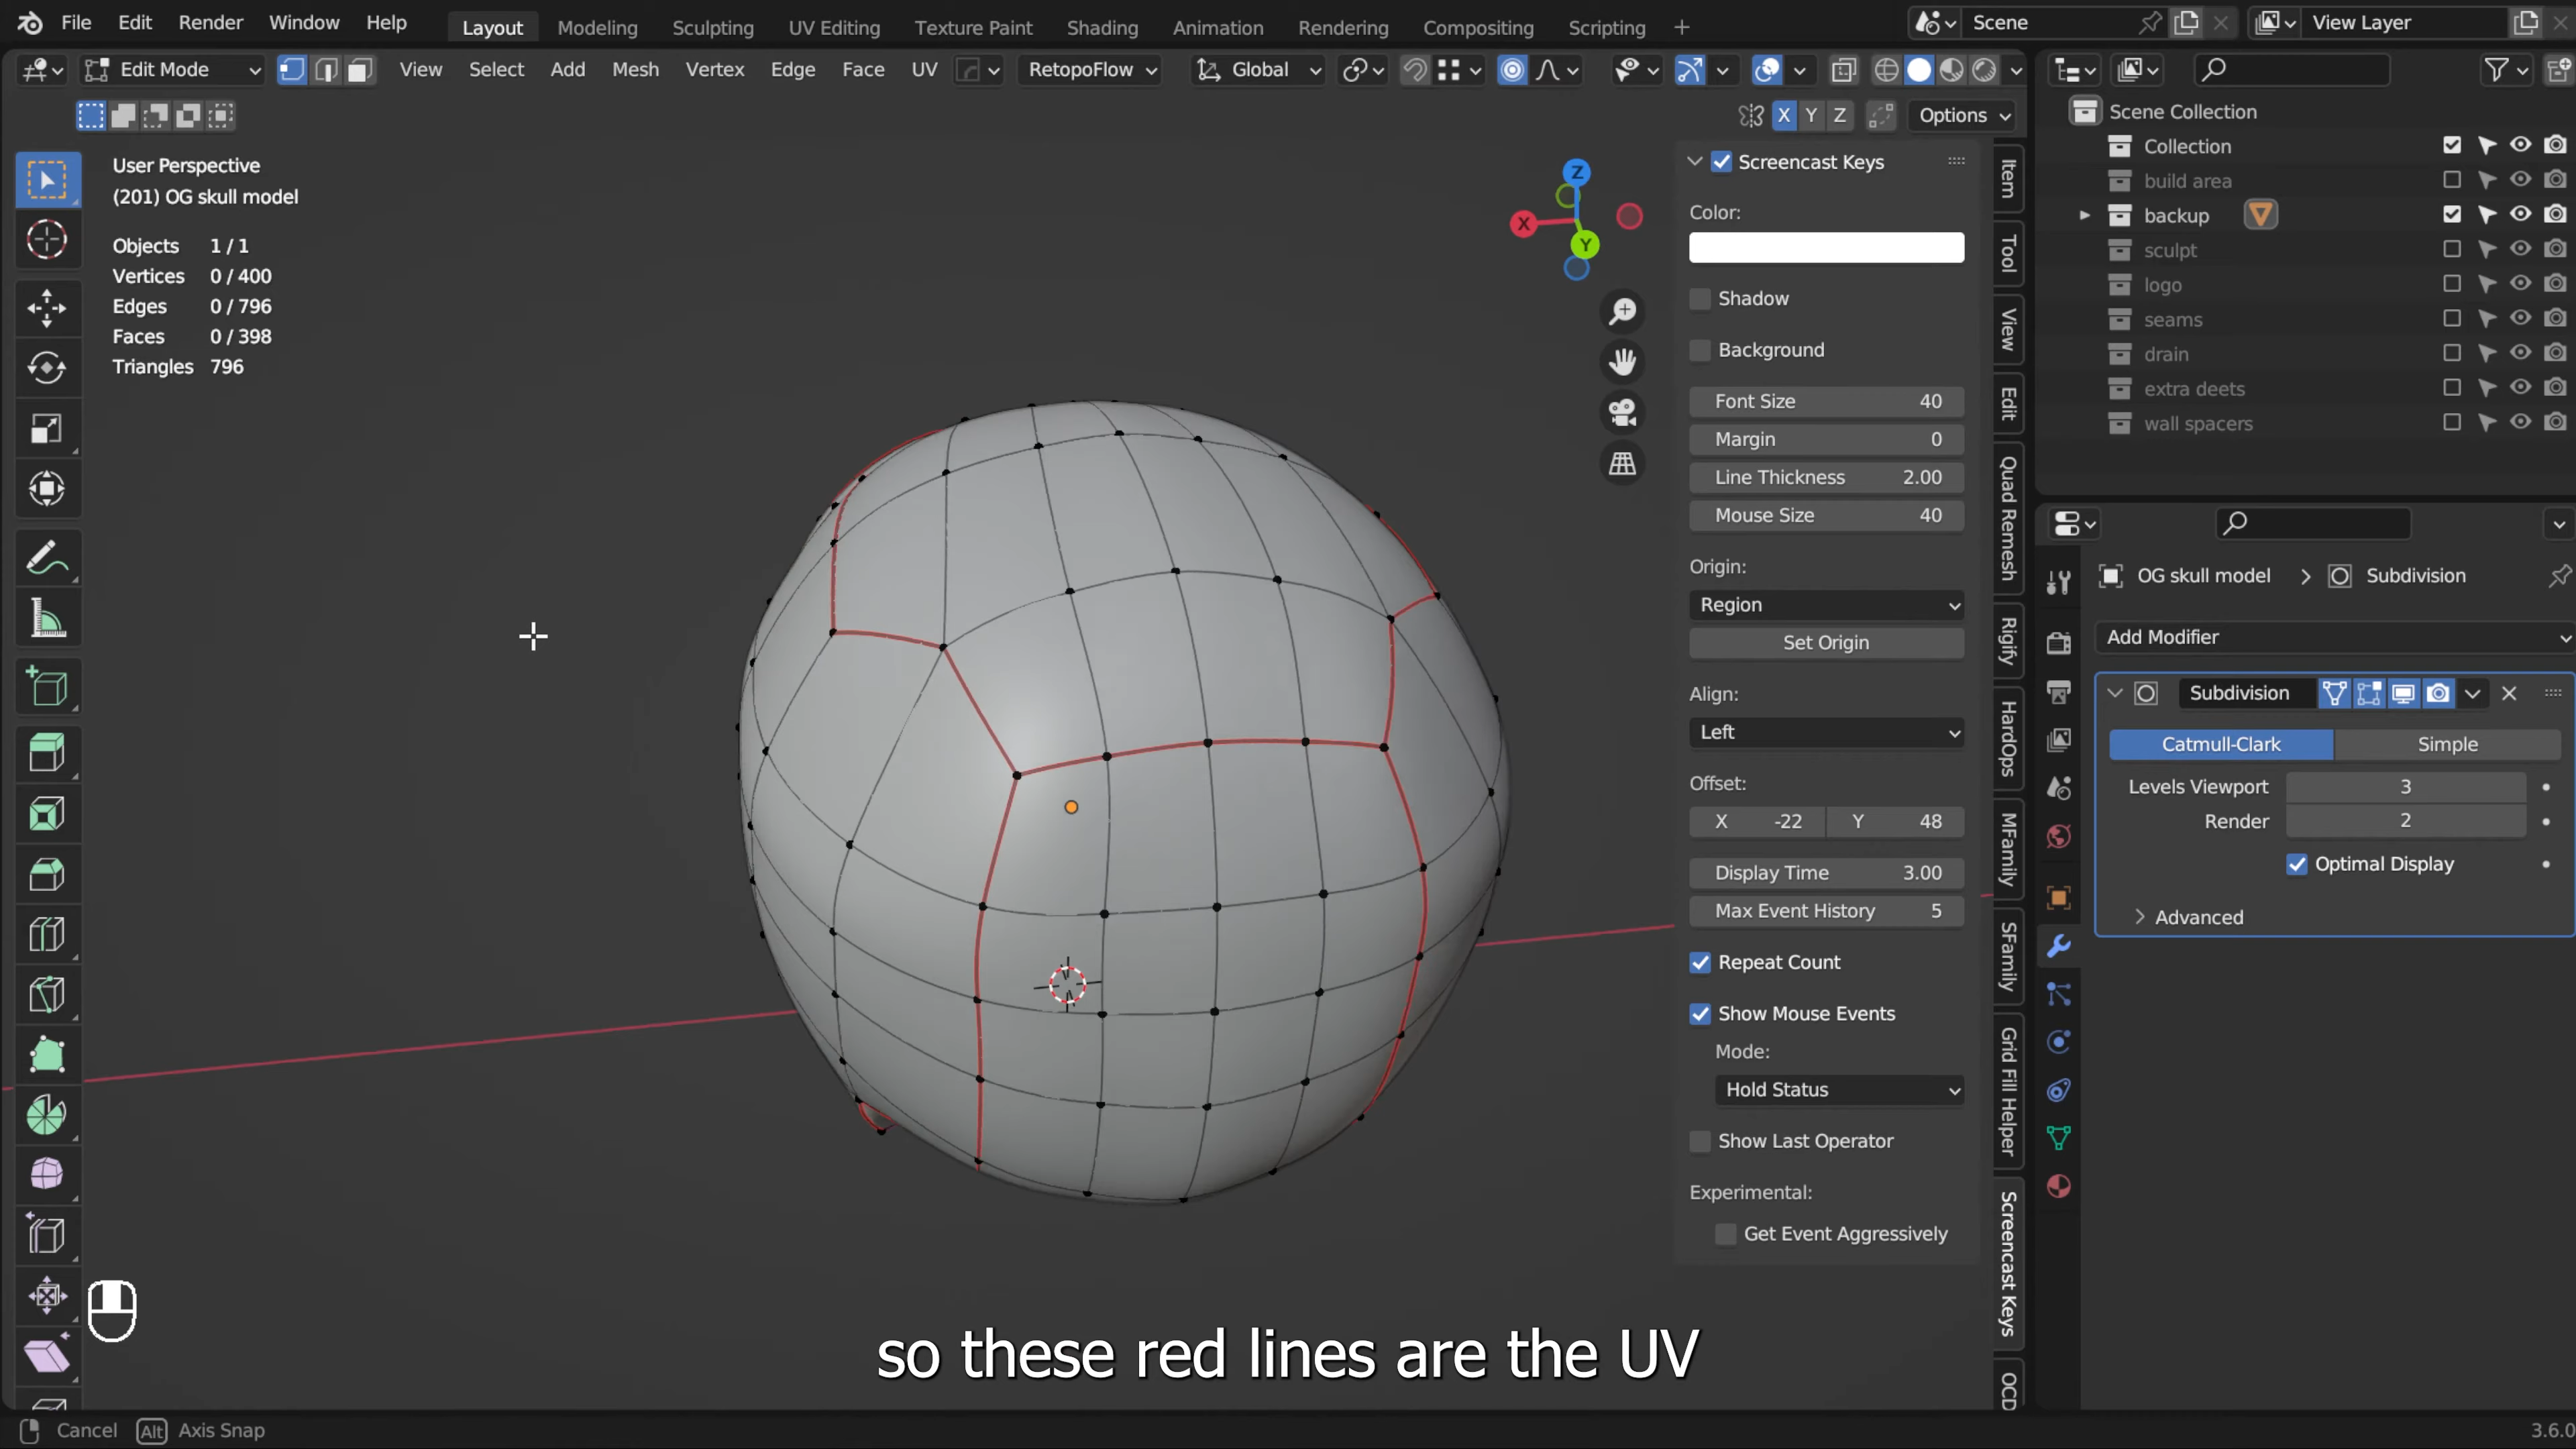 File Edit Render Window Help Layout Modeling Sculpting UV Editing Texture Paint Shading Animation Rendering Compositing Scripting + Scene View Layer
Edit Mode View Select Add Mesh Vertex Edge Face UV RetopoFlow Global
X Y Z Options
User Perspective
(201) OG skull model
Objects 1 / 1
Vertices 0 / 400
Edges 0 / 796
Faces 0 / 398
Triangles 796
Z
X
Y
Screencast Keys
Color:
Shadow
Background
Font Size 40
Margin 0
Line Thickness 2.00
Mouse Size 40
Origin:
Region
Set Origin
Align:
Left
Offset:
X -22 Y 48
Display Time 3.00
Max Event History 5
Repeat Count
Show Mouse Events
Mode:
Hold Status
Show Last Operator
Experimental:
Get Event Aggressively
Item
Tool
View
Edit
Quad Remesh
Rigify
HardOps
MFamily
SFamily
Grid Fill Helper
Screencast Keys
OCD
Scene Collection
Collection
build area
backup
sculpt
logo
seams
drain
extra deets
wall spacers
OG skull model > Subdivision
Add Modifier
Subdivision
Catmull-Clark Simple
Levels Viewport 3
Render 2
Optimal Display
Advanced
so these red lines are the UV
Cancel Alt Axis Snap 3.6.0